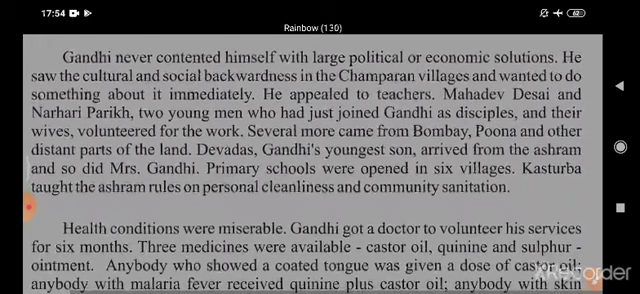 17:54
62
Rainbow (130)
Gandhi never contented himself with large political or economic solutions. He
saw the cultural and social backwardness in the Champaran villages and wanted to do
something about it immediately. He appealed to teachers. Mahadev Desai and
Narhari Parikh, two young men who had just joined Gandhi as disciples, and their
wives, volunteered for the work. Several more came from Bombay, Poona and other
distant parts of the land. Devadas, Gandhi's youngest son, arrived from the ashram
and so did Mrs. Gandhi. Primary schools were opened in six villages. Kasturba
taught the ashram rules on personal cleanliness and community sanitation.
Health conditions were miserable. Gandhi got a doctor to volunteer his services
for six months. Three medicines were available - castor oil, quinine and sulphur -
ointment. Anybody who showed a coated tongue was given a dose of castor oil;
anybody with malaria fever received quinine plus castor oil; anybody with skin
XRecorder